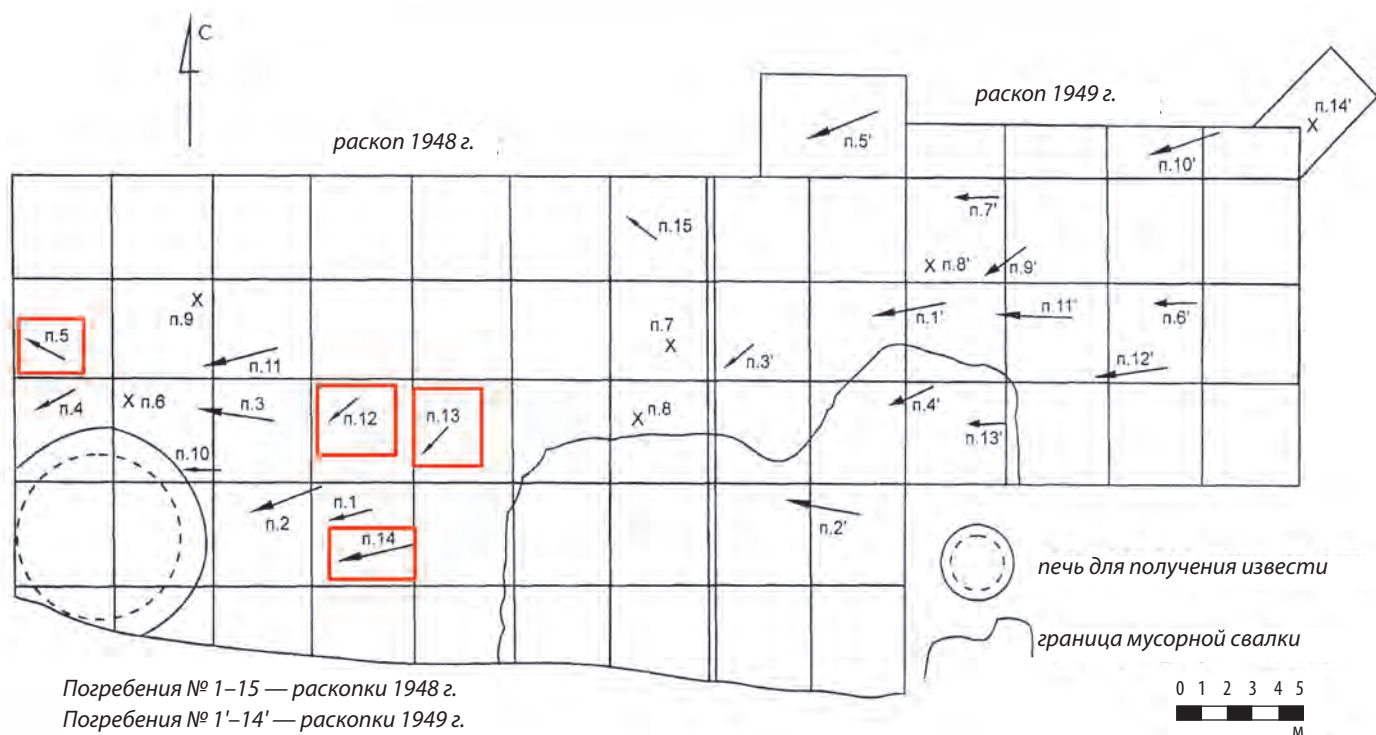 С
раскоп 1948 г.
раскоп 1949 г.
п.14'
п.5'
п.10'
п.7'
п.15
п.8'
п.9'
п.9
п.5
п.7
п.1'
п.11'
п.6'
п.11
п.3'
п.12'
п.4
п.6
п.3
п.12
п.13
п.8
п.4'
п.13'
п.10
п.2
п.1
п.2'
п.14
печь для получения извести
граница мусорной свалки
Погребения № 1–15 — раскопки 1948 г.
Погребения № 1'–14' — раскопки 1949 г.
0 1 2 3 4 5
м
X
X
X
X
X
X